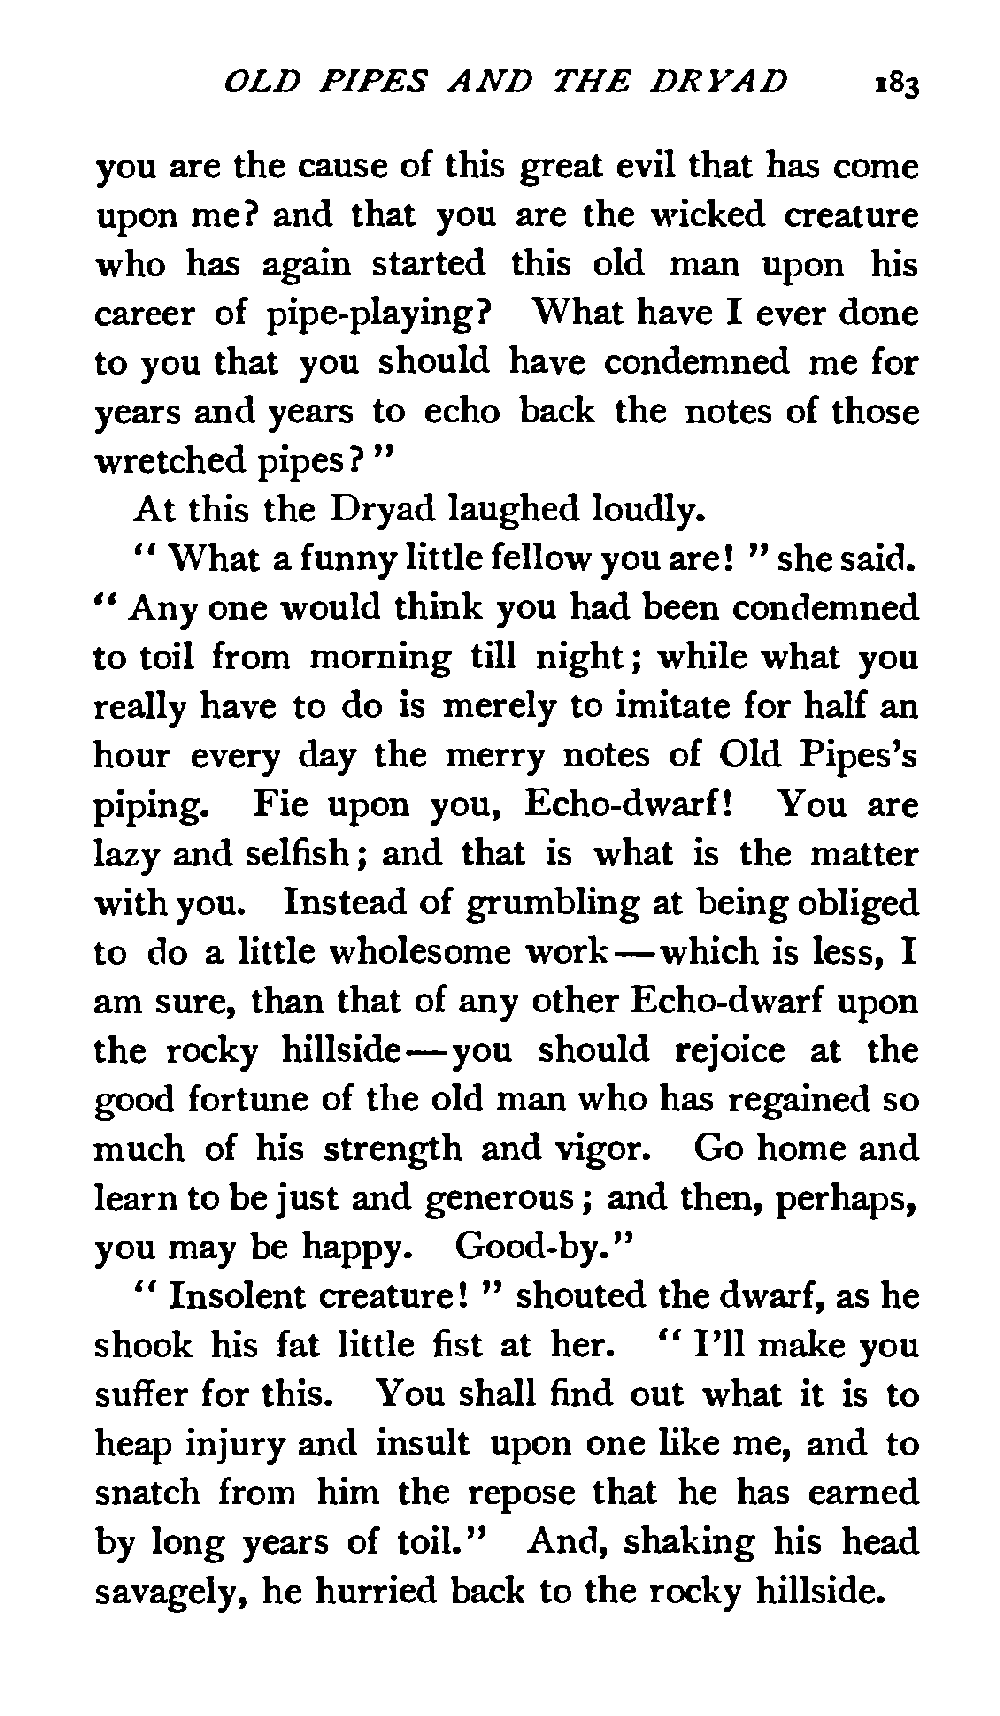 OLD PIPES AND THE DRYAD 183
you are the cause of this great evil that has come
upon me? and that you are the wicked creature
who has again started this old man upon his
career of pipe-playing? What have I ever done
to you that you should have condemned me for
years and years to echo back the notes of those
wretched pipes?"
At this the Dryad laughed loudly.
"What a funny little fellow you are!" she said.
"Any one would think you had been condemned
to toil from morning till night; while what you
really have to do is merely to imitate for half an
hour every day the merry notes of Old Pipes's
piping. Fie upon you, Echo-dwarf! You are
lazy and selfish; and that is what is the matter
with you. Instead of grumbling at being obliged
to do a little wholesome work—which is less, I
am sure, than that of any other Echo-dwarf upon
the rocky hillside—you should rejoice at the
good fortune of the old man who has regained so
much of his strength and vigor. Go home and
learn to be just and generous; and then, perhaps,
you may be happy. Good-by."
"Insolent creature!" shouted the dwarf, as he
shook his fat little fist at her. "I'll make you
suffer for this. You shall find out what it is to
heap injury and insult upon one like me, and to
snatch from him the repose that he has earned
by long years of toil." And, shaking his head
savagely, he hurried back to the rocky hillside.